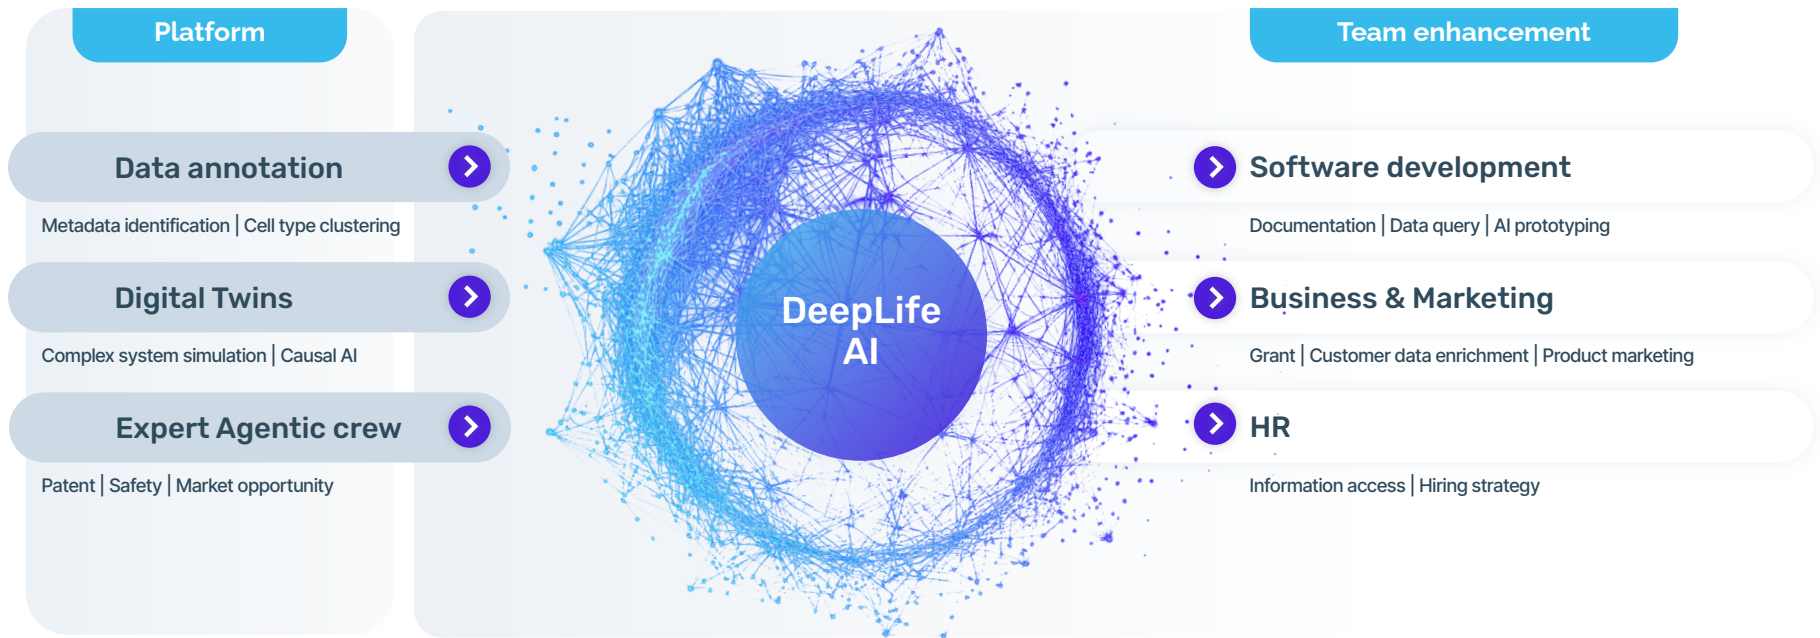 Platform
Data annotation
Metadata identification | Cell type clustering
Digital Twins
Complex system simulation | Causal AI
Expert Agentic crew
Patent | Safety | Market opportunity
DeepLife
AI
Team enhancement
Software development
Documentation | Data query | AI prototyping
Business & Marketing
Grant | Customer data enrichment | Product marketing
HR
Information access | Hiring strategy